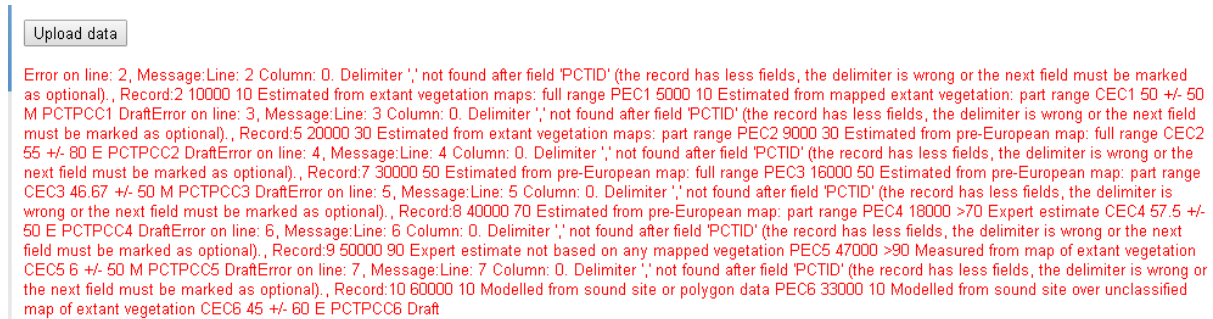 Upload data
Error on line: 2, Message:Line: 2 Column: 0. Delimiter ',' not found after field 'PCTID' (the record has less fields, the delimiter is wrong or the next field must be marked
as optional)., Record:2 10000 10 Estimated from extant vegetation maps: full range PEC1 5000 10 Estimated from mapped extant vegetation: part range CEC1 50 +/- 50
M PCTPCC1 DraftError on line: 3, Message:Line: 3 Column: 0. Delimiter ',' not found after field 'PCTID' (the record has less fields, the delimiter is wrong or the next field
must be marked as optional)., Record:5 20000 30 Estimated from extant vegetation maps: part range PEC2 9000 30 Estimated from pre-European map: full range CEC2
55 +/- 80 E PCTPCC2 DraftError on line: 4, Message:Line: 4 Column: 0. Delimiter ',' not found after field 'PCTID' (the record has less fields, the delimiter is wrong or the
next field must be marked as optional)., Record:7 30000 50 Estimated from pre-European map: full range PEC3 16000 50 Estimated from pre-European map: part range
CEC3 46.67 +/- 50 M PCTPCC3 DraftError on line: 5, Message:Line: 5 Column: 0. Delimiter ',' not found after field 'PCTID' (the record has less fields, the delimiter is
wrong or the next field must be marked as optional)., Record:8 40000 70 Estimated from pre-European map: part range PEC4 18000 >70 Expert estimate CEC4 57.5 +/-
50 E PCTPCC4 DraftError on line: 6, Message:Line: 6 Column: 0. Delimiter ',' not found after field 'PCTID' (the record has less fields, the delimiter is wrong or the next
field must be marked as optional)., Record:9 50000 90 Expert estimate not based on any mapped vegetation PEC5 47000 >90 Measured from map of extant vegetation
CEC5 6 +/- 50 M PCTPCC5 DraftError on line: 7, Message:Line: 7 Column: 0. Delimiter ',' not found after field 'PCTID' (the record has less fields, the delimiter is wrong or
the next field must be marked as optional)., Record:10 60000 10 Modelled from sound site or polygon data PEC6 33000 10 Modelled from sound site over unclassified
map of extant vegetation CEC6 45 +/- 60 E PCTPCC6 Draft